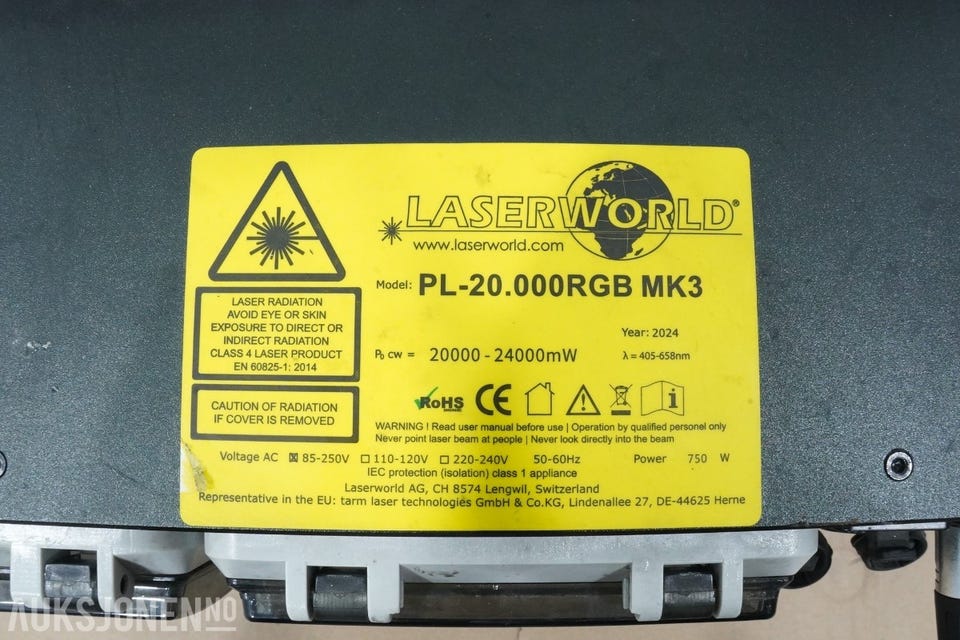 LASERWORLD®
www.laserworld.com
Model: PL-20.000RGB MK3
LASER RADIATION
AVOID EYE OR SKIN
EXPOSURE TO DIRECT OR
INDIRECT RADIATION
CLASS 4 LASER PRODUCT
EN 60825-1: 2014
Year: 2024
P₀ cw = 20000 - 24000mW λ = 405-658nm
CAUTION OF RADIATION
IF COVER IS REMOVED
RoHS CE i
WARNING ! Read user manual before use | Operation by qualified personel only
Never point laser beam at people | Never look directly into the beam
Voltage AC ☒ 85-250V ☐ 110-120V ☐ 220-240V 50-60Hz Power 750 W
IEC protection (isolation) class 1 appliance
Laserworld AG, CH 8574 Lengwil, Switzerland
Representative in the EU: tarm laser technologies GmbH & Co.KG, Lindenallee 27, DE-44625 Herne
AUKSJONEN.NO